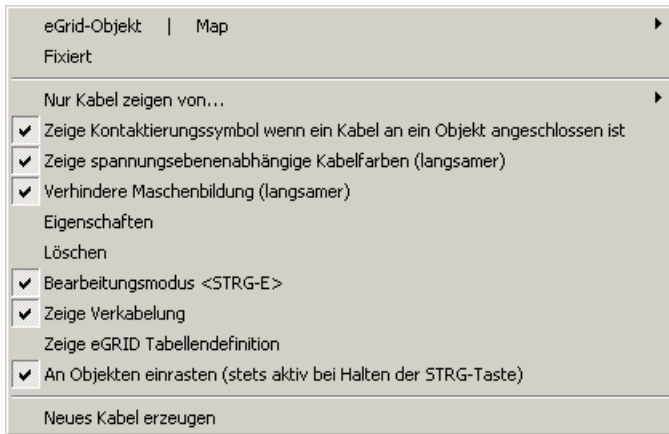 eGrid-Objekt | Map
Fixiert
Nur Kabel zeigen von...
Zeige Kontaktierungssymbol wenn ein Kabel an ein Objekt angeschlossen ist
Zeige spannungsebenenabhängige Kabelfarben (langsamer)
Verhindere Maschenbildung (langsamer)
Eigenschaften
Löschen
Bearbeitungsmodus <STRG-E>
Zeige Verkabelung
Zeige eGRID Tabellendefinition
An Objekten einrasten (stets aktiv bei Halten der STRG-Taste)
Neues Kabel erzeugen